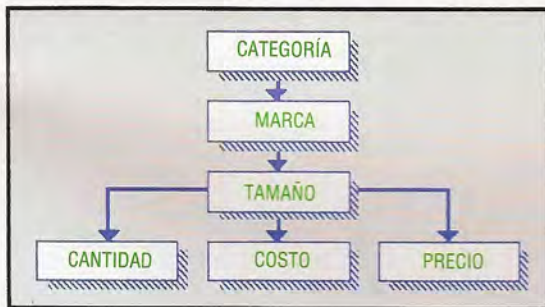 CATEGORÍA
MARCA
TAMAÑO
CANTIDAD COSTO PRECIO